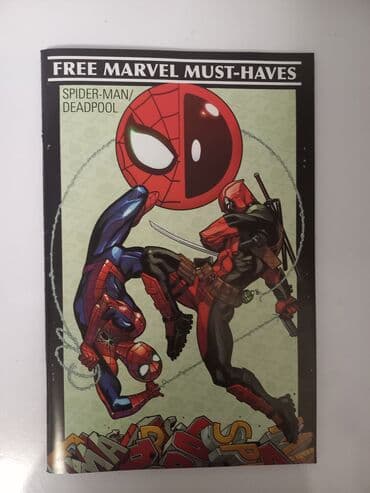 FREE MARVEL MUST-HAVES
SPIDER-MAN/
DEADPOOL